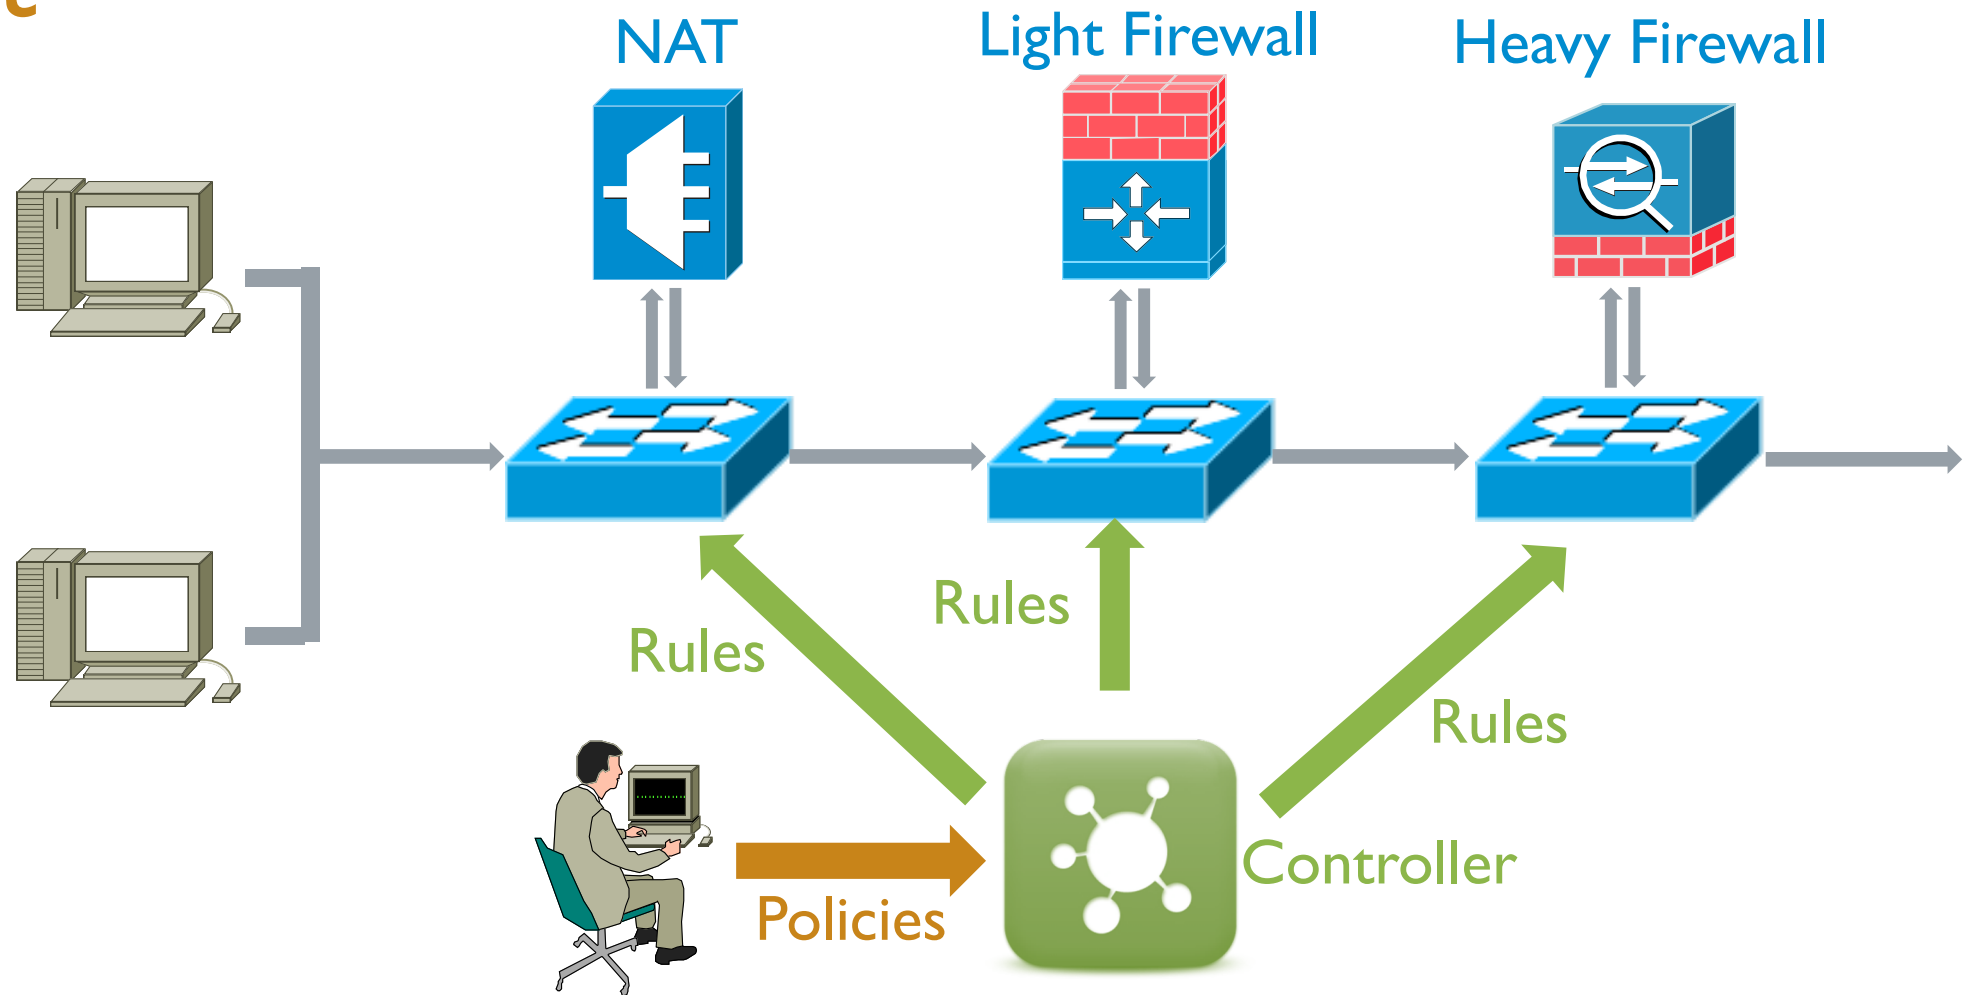 NAT
Light Firewall
Heavy Firewall
Rules
Rules
Rules
Controller
Policies